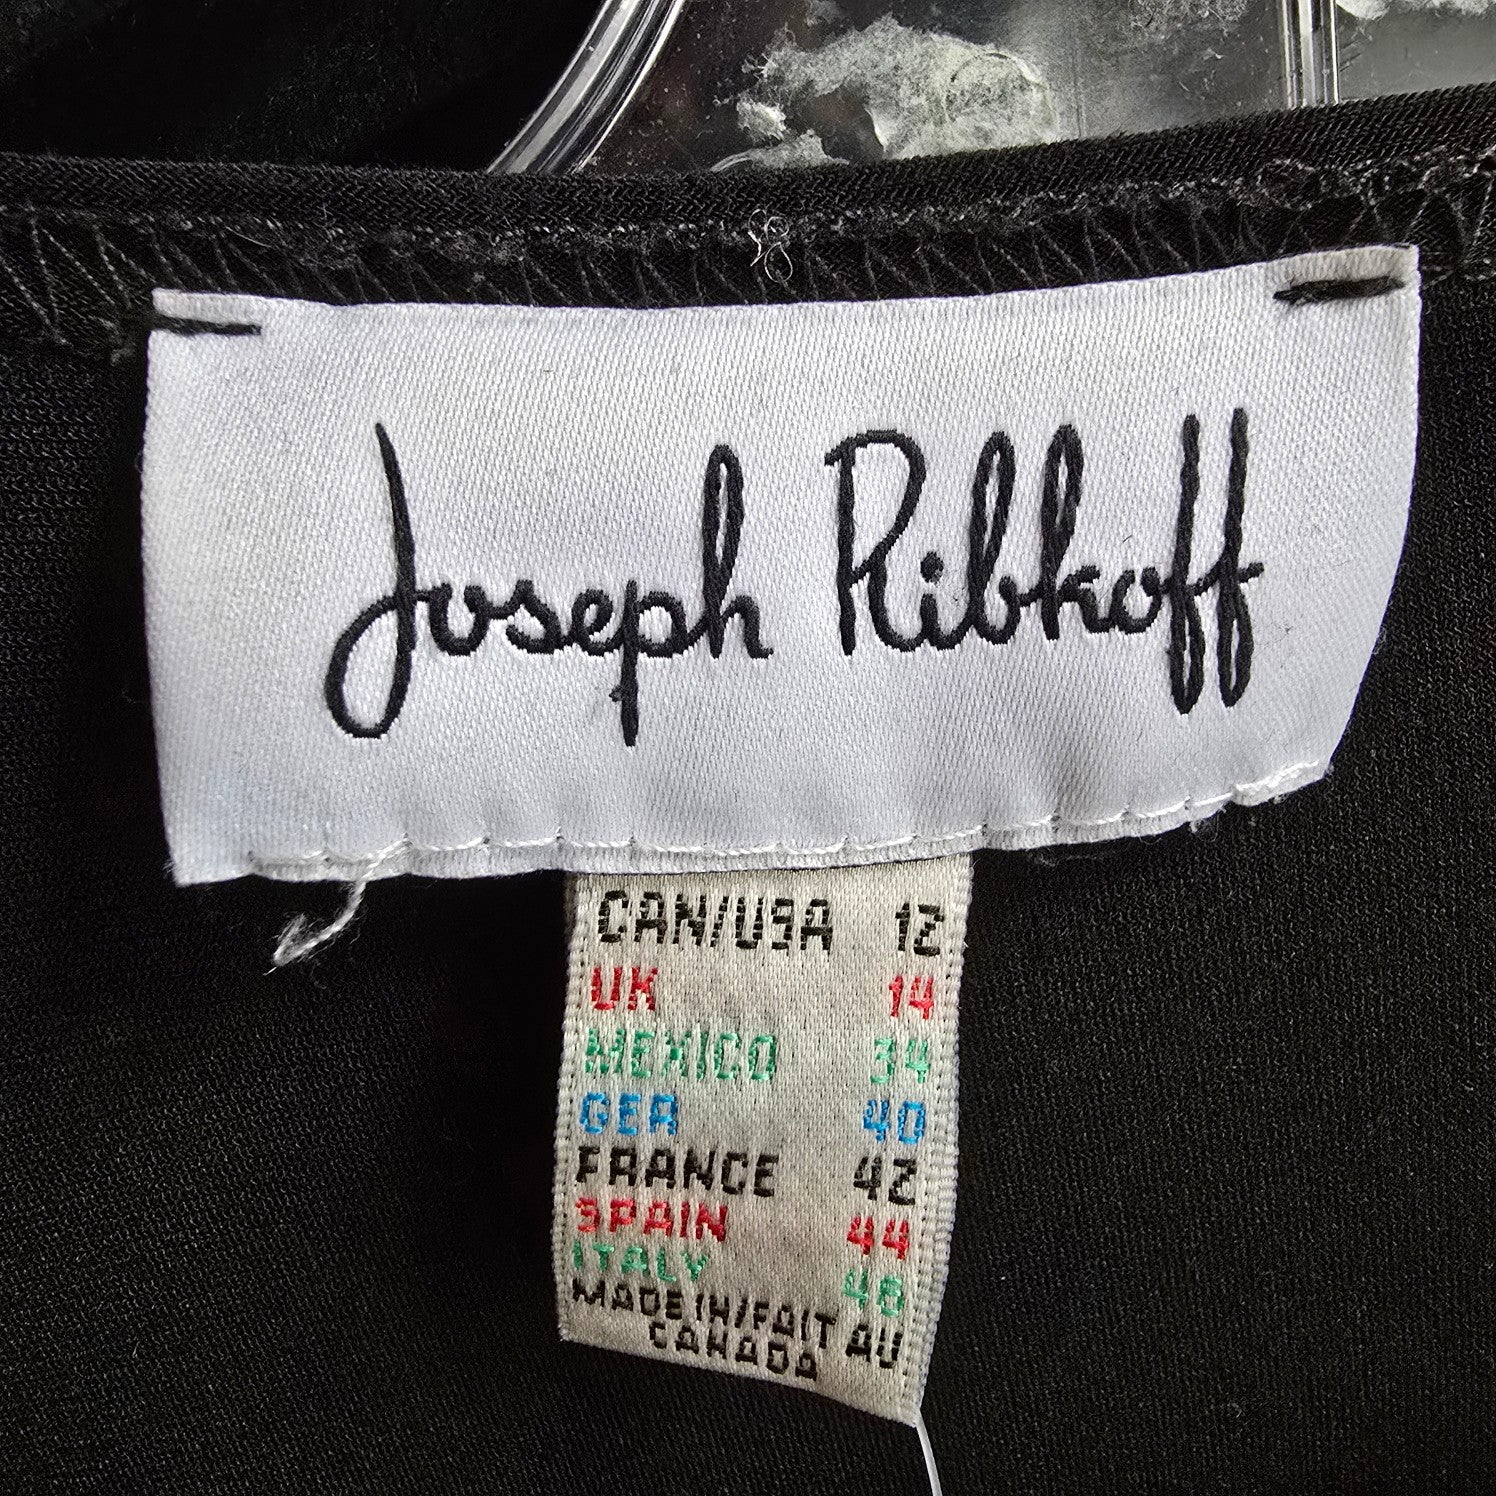 Joseph Ribkoff
CAN/USA 12
UK 14
MEXICO 34
GER 40
FRANCE 42
SPAIN 44
ITALY 46
MADE IN/FAIT AU
CANADA